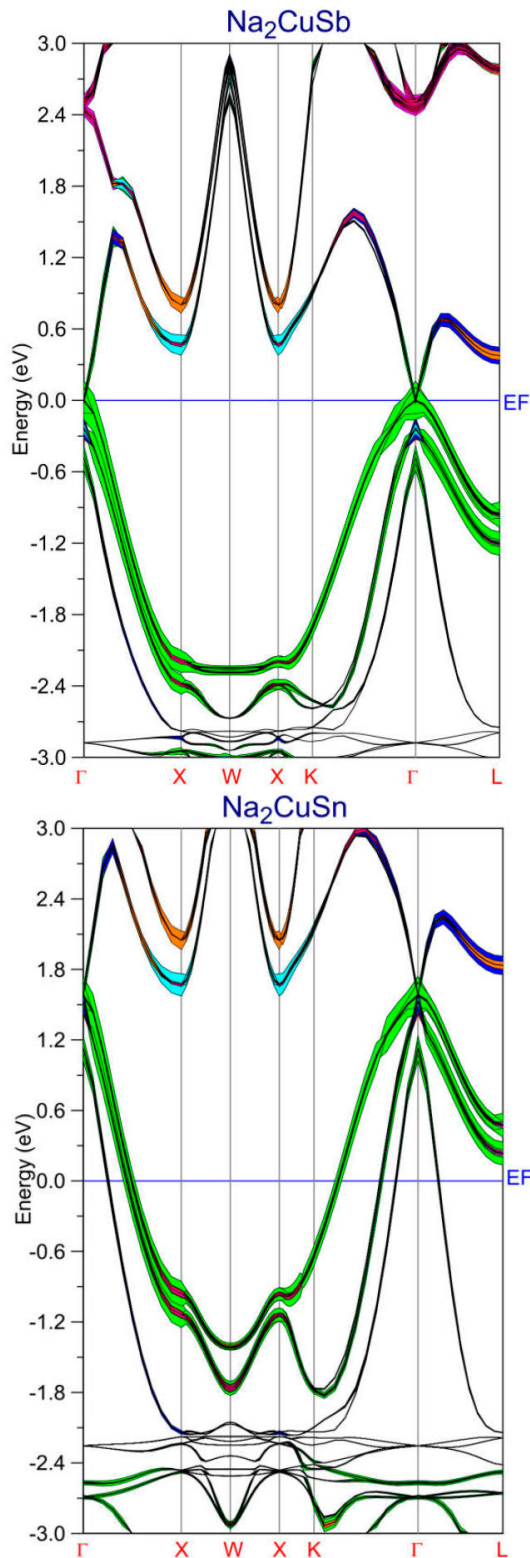 Na₂CuSb
3.0
2.4
1.8
1.2
0.6
0.0
-0.6
-1.2
-1.8
-2.4
-3.0
Energy (eV)
EF
Γ X W X K Γ L
Na₂CuSn
3.0
2.4
1.8
1.2
0.6
0.0
-0.6
-1.2
-1.8
-2.4
-3.0
Energy (eV)
EF
Γ X W X K Γ L